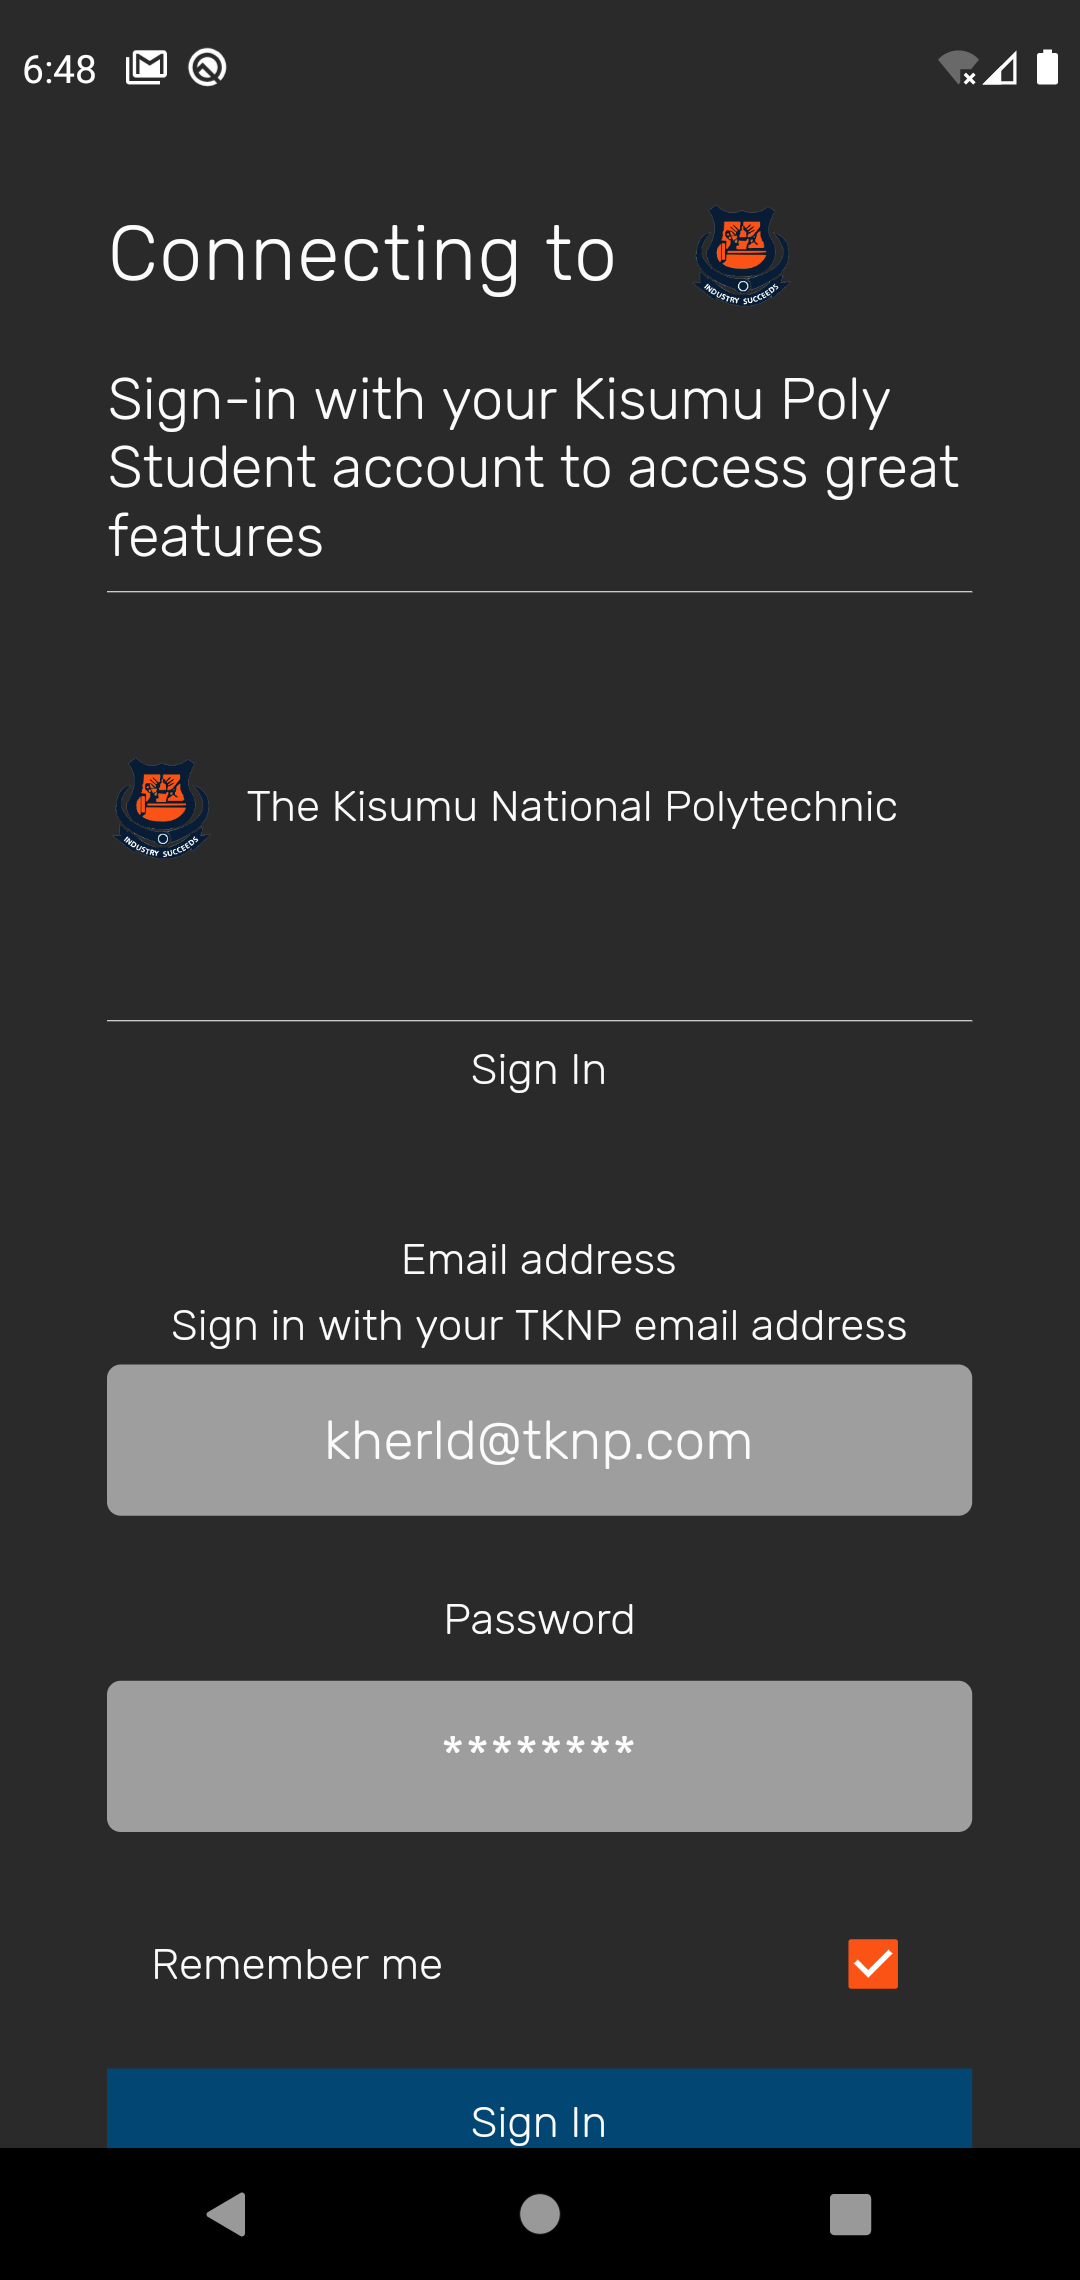 6:48
Connecting to
INDUSTRY SUCCEEDS
Sign-in with your Kisumu Poly
Student account to access great
features
The Kisumu National Polytechnic
INDUSTRY SUCCEEDS
Sign In
Email address
Sign in with your TKNP email address
kherld@tknp.com
Password
********
Remember me
Sign In